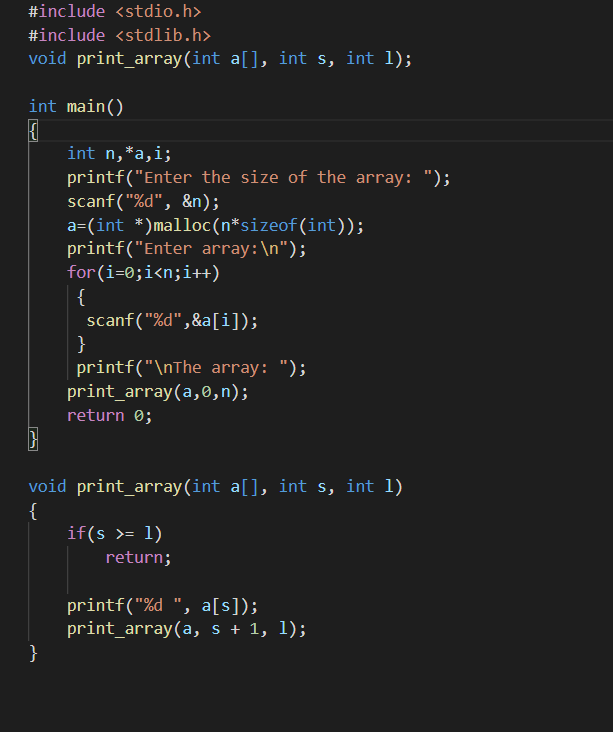 #include <stdio.h>
#include <stdlib.h>
void print_array(int a[], int s, int l);
int main()
{
int n,*a,i;
printf("Enter the size of the array: ");
scanf("%d", &n);
a=(int *)malloc(n*sizeof(int));
printf("Enter array:\n");
for(i=0;i<n;i++)
{
scanf("%d",&a[i]);
}
printf("\nThe array: ");
print_array(a,0,n);
return 0;
}
void print_array(int a[], int s, int l)
{
if(s >= l)
return;
printf("%d ", a[s]);
print_array(a, s + 1, l);
}